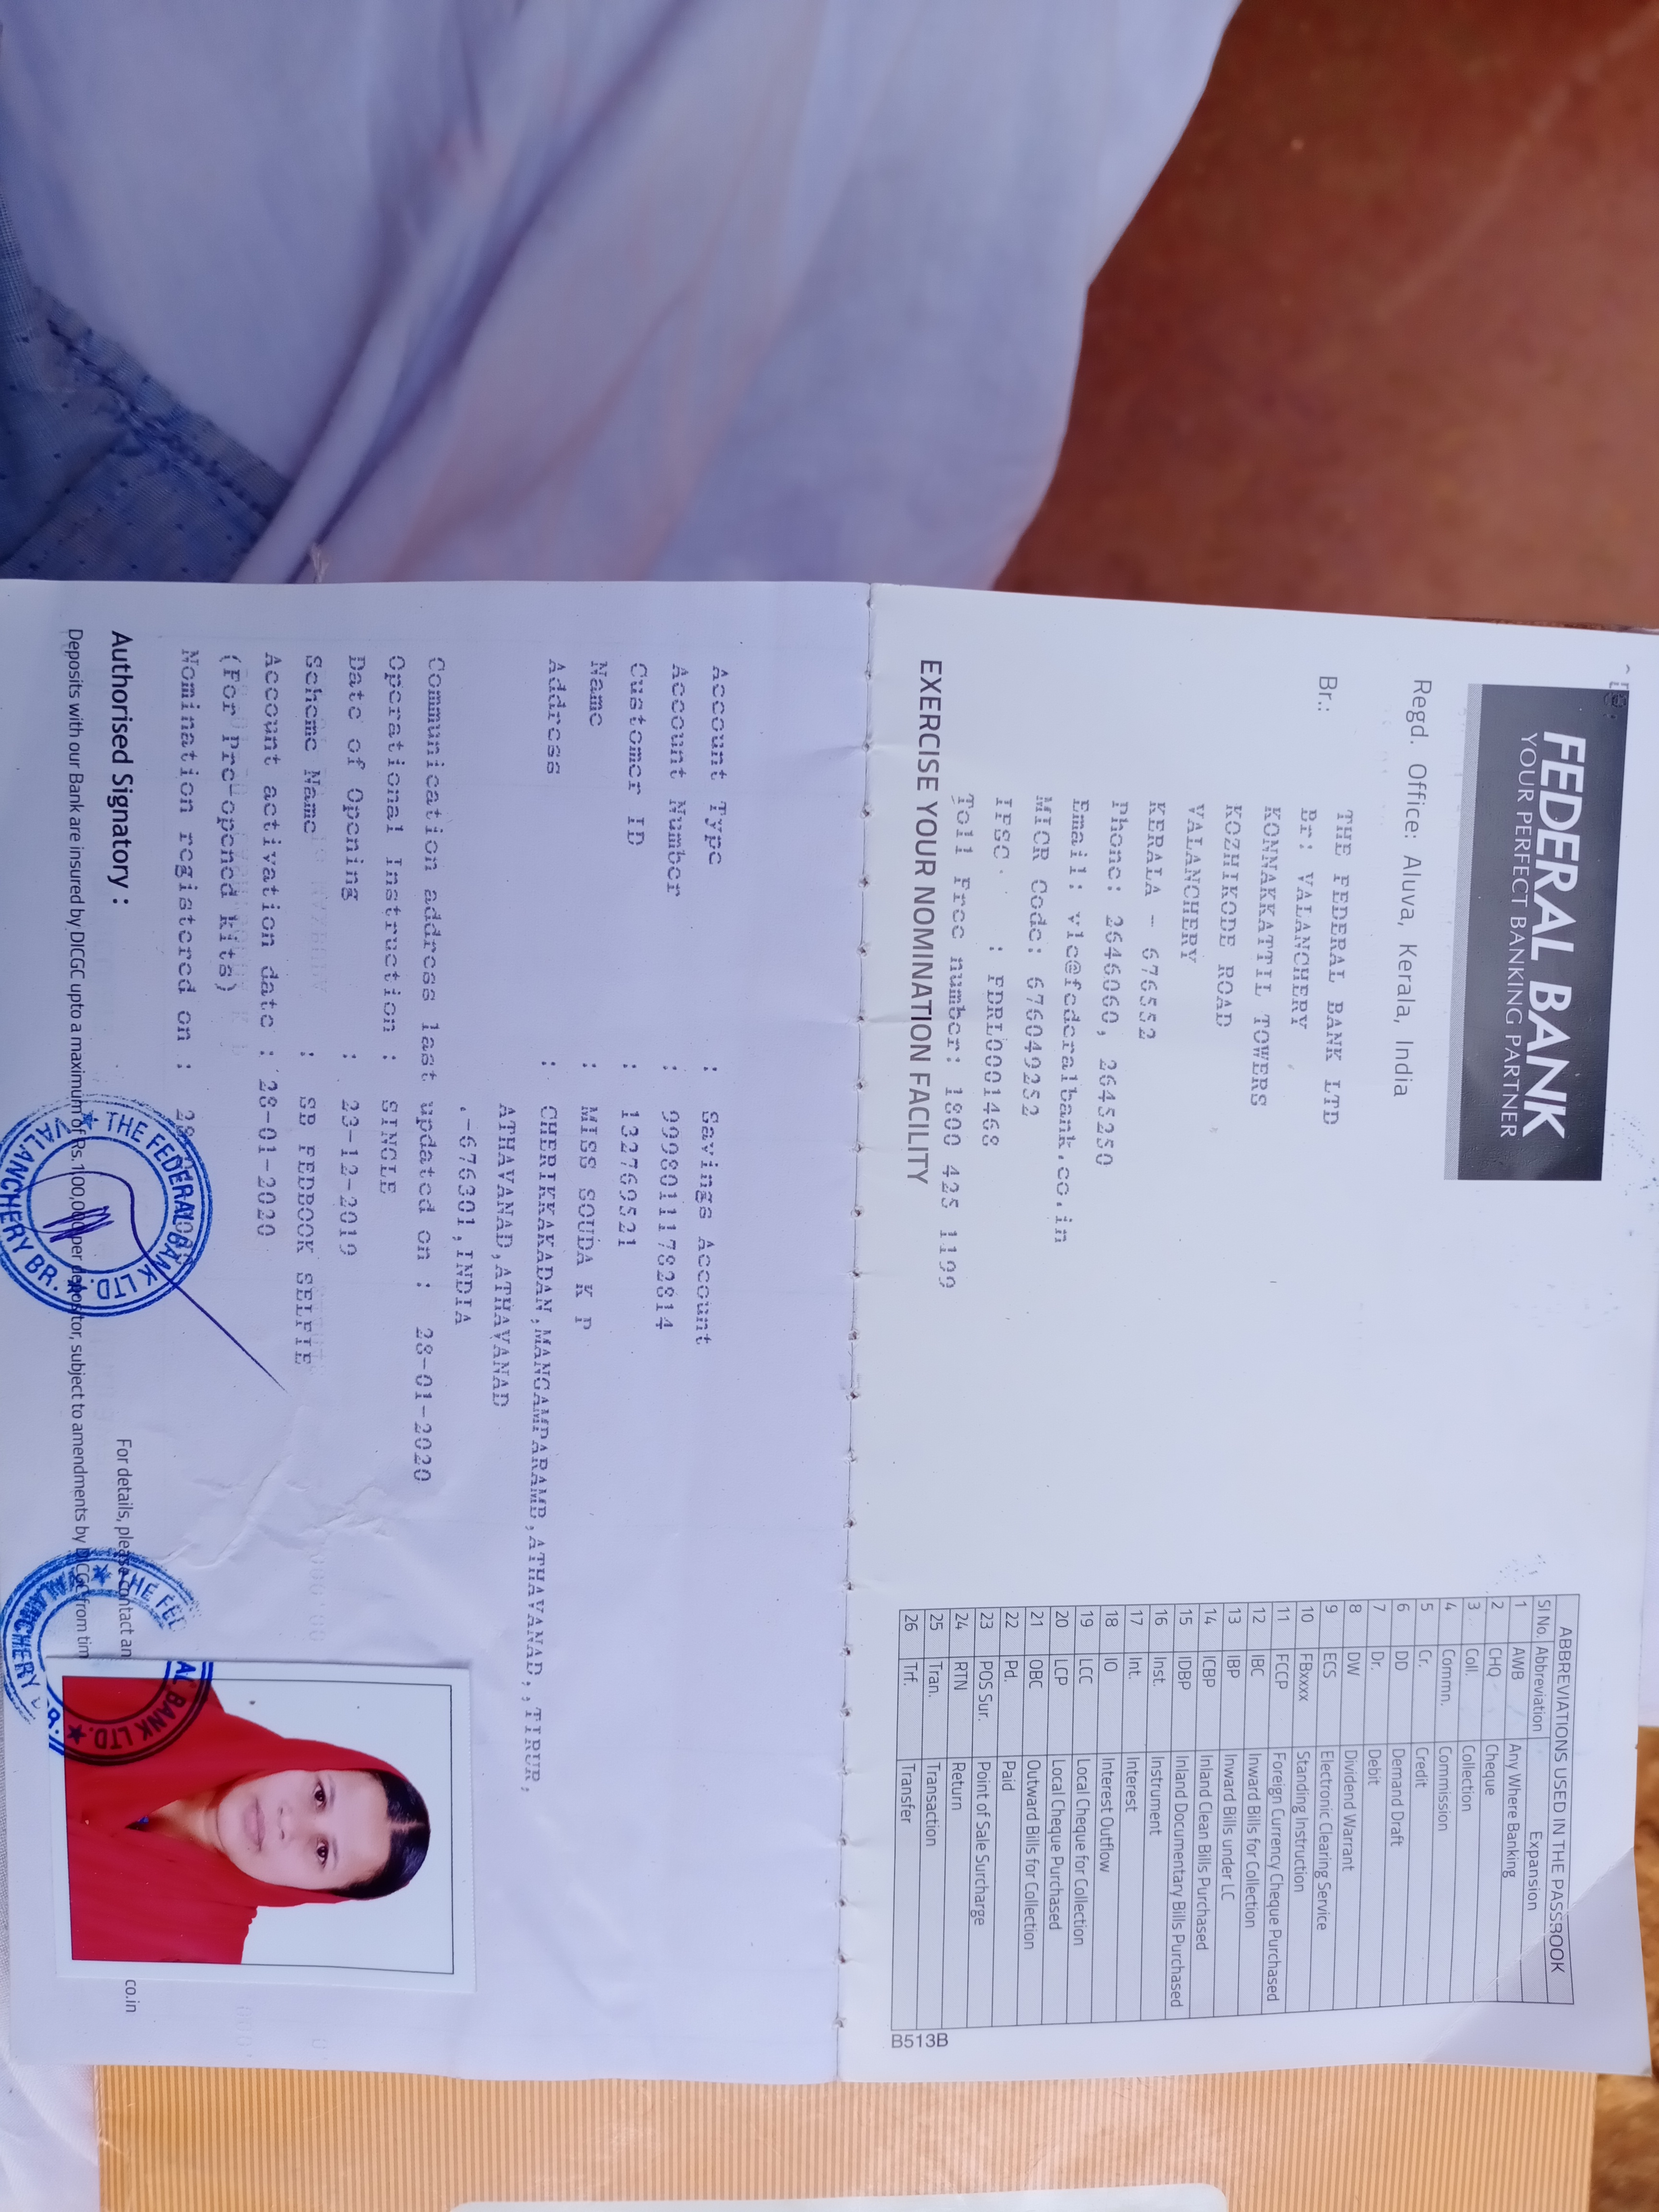 FEDERAL BANK
YOUR PERFECT BANKING PARTNER
Regd. Office: Aluva, Kerala, India
Br.:
THE FEDERAL BANK LTD
Br: VALANCHERY
KONNAKKATTIL TOWERS
KOZHIKODE ROAD
VALANCHERY
KERALA - 676552
Phone: 2646060, 2645250
Email: vlc@federalbank.co.in
MICR Code: 676049252
IFSC. : FDRL0001468
Toll Free number: 1800 425 1199
EXERCISE YOUR NOMINATION FACILITY
ABBREVIATIONS USED IN THE PASSBOOK
Sl No. Abbreviation Expansion
1 AWB Any Where Banking
2 CHQ Cheque
3 Coll. Collection
4 Commn. Commission
5 Cr. Credit
6 DD Demand Draft
7 Dr. Debit
8 DW Dividend Warrant
9 ECS Electronic Clearing Service
10 FBxxxx Standing Instruction
11 FCCP Foreign Currency Cheque Purchased
12 IBC Inward Bills for Collection
13 IBP Inward Bills under LC
14 ICBP Inland Clean Bills Purchased
15 IDBP Inland Documentary Bills Purchased
16 Inst. Instrument
17 Int. Interest
18 IO Interest Outflow
19 LCC Local Cheque for Collection
20 LCP Local Cheque Purchased
21 OBC Outward Bills for Collection
22 Pd. Paid
23 POS Sur. Point of Sale Surcharge
24 RTN Return
25 Tran. Transaction
26 Trf. Transfer
B513B
Account Type : Savings Account
Account Number : 99980111782814
Customer ID : 132769521
Name : MISS SOUDA K P
Address : CHERIKKAKADAN,MANGAMPARAMB,ATHAVANAD,,TIRUR,
ATHAVANAD,ATHAVANAD
.-676301,INDIA
Communication address last updated on : 28-01-2020
Operational Instruction : SINGLE
Date of Opening : 23-12-2019
Scheme Name : SB FEDBOOK SELFIE
Account activation date : 28-01-2020
(For Pre-opened kits)
Nomination registered on :
Authorised Signatory :
For details, please contact an
co.in
Deposits with our Bank are insured by DICGC upto a maximum of Rs.1,00,000 per depositor, subject to amendments by DICGC from tim
THE FEDERAL BANK LTD.
VALANCHERY BR.
THE FEDERAL BANK LTD.